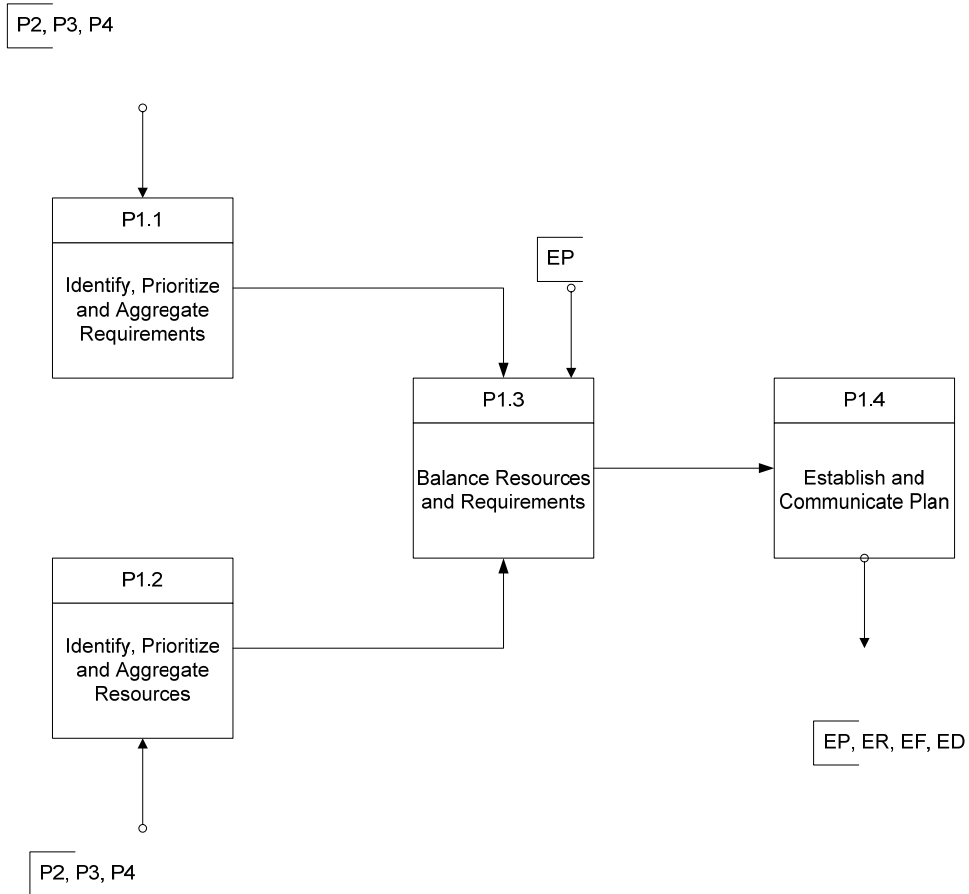 P2, P3, P4
P1.1
Identify, Prioritize
and Aggregate
Requirements
EP
P1.3
Balance Resources
and Requirements
P1.4
Establish and
Communicate Plan
P1.2
Identify, Prioritize
and Aggregate
Resources
EP, ER, EF, ED
P2, P3, P4